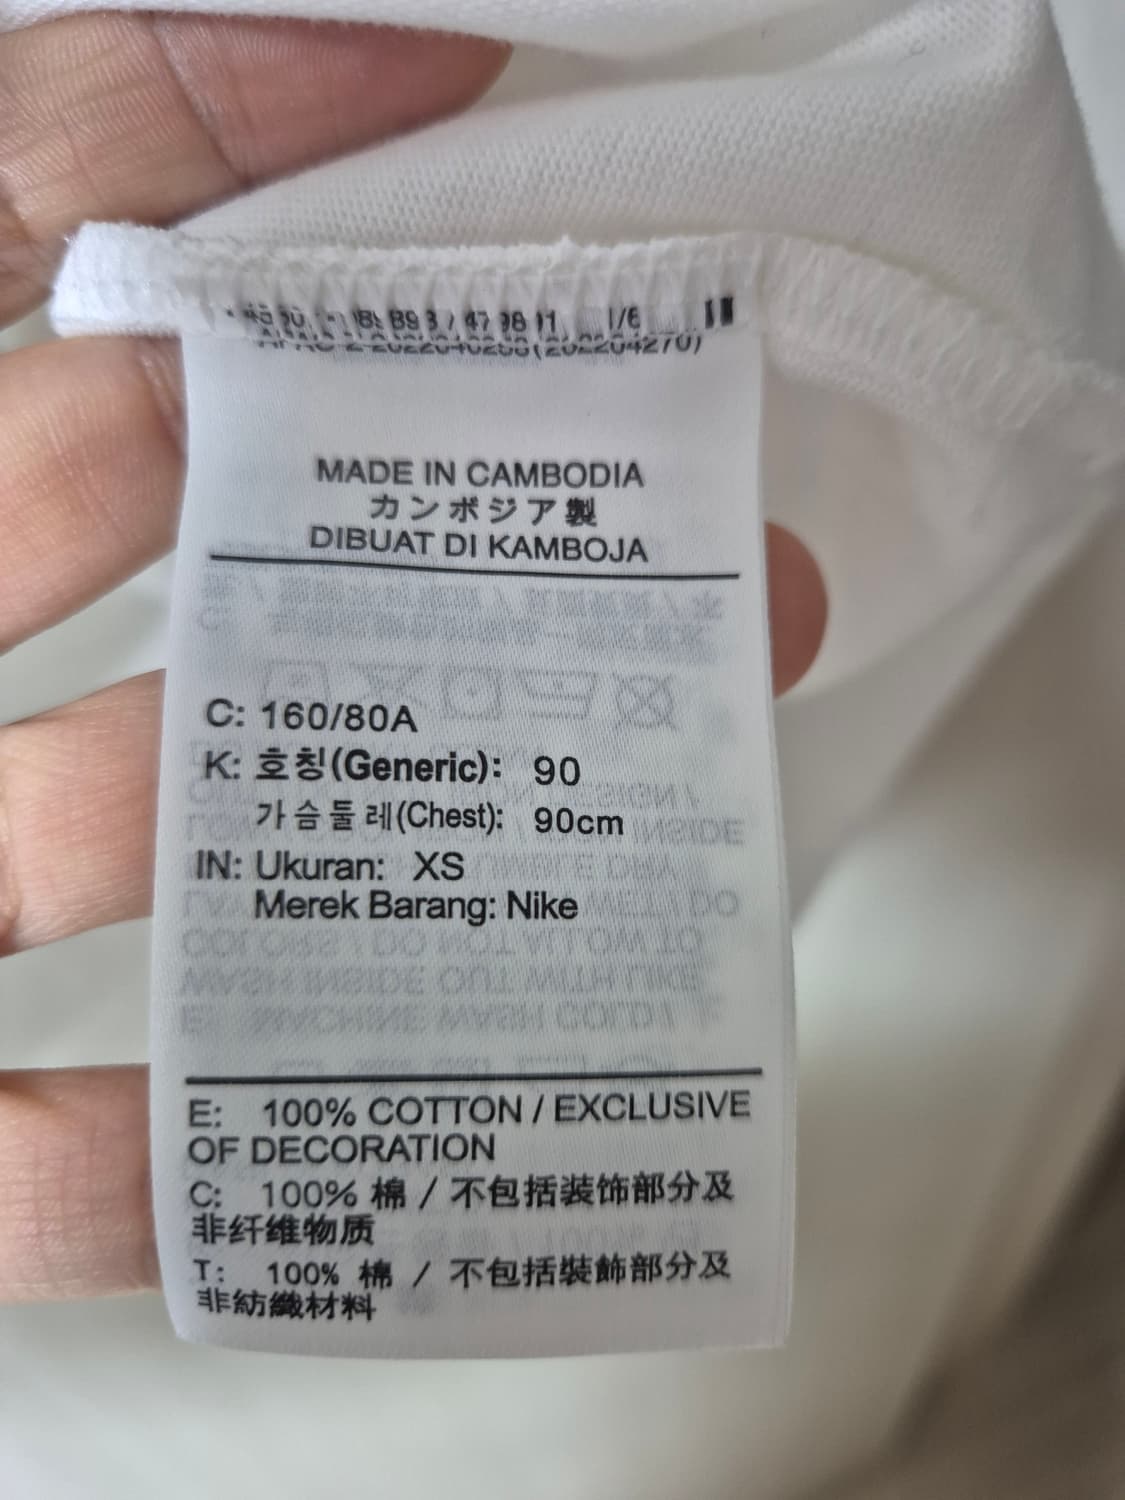 MADE IN CAMBODIA
カンボジア製
DIBUAT DI KAMBOJA
C: 160/80A
K: 호칭(Generic): 90
가슴둘레(Chest): 90cm
IN: Ukuran: XS
Merek Barang: Nike
E: 100% COTTON / EXCLUSIVE
OF DECORATION
C: 100% 棉 / 不包括装饰部分及
非纤维物质
T: 100% 棉 / 不包括裝飾部分及
非紡織材料